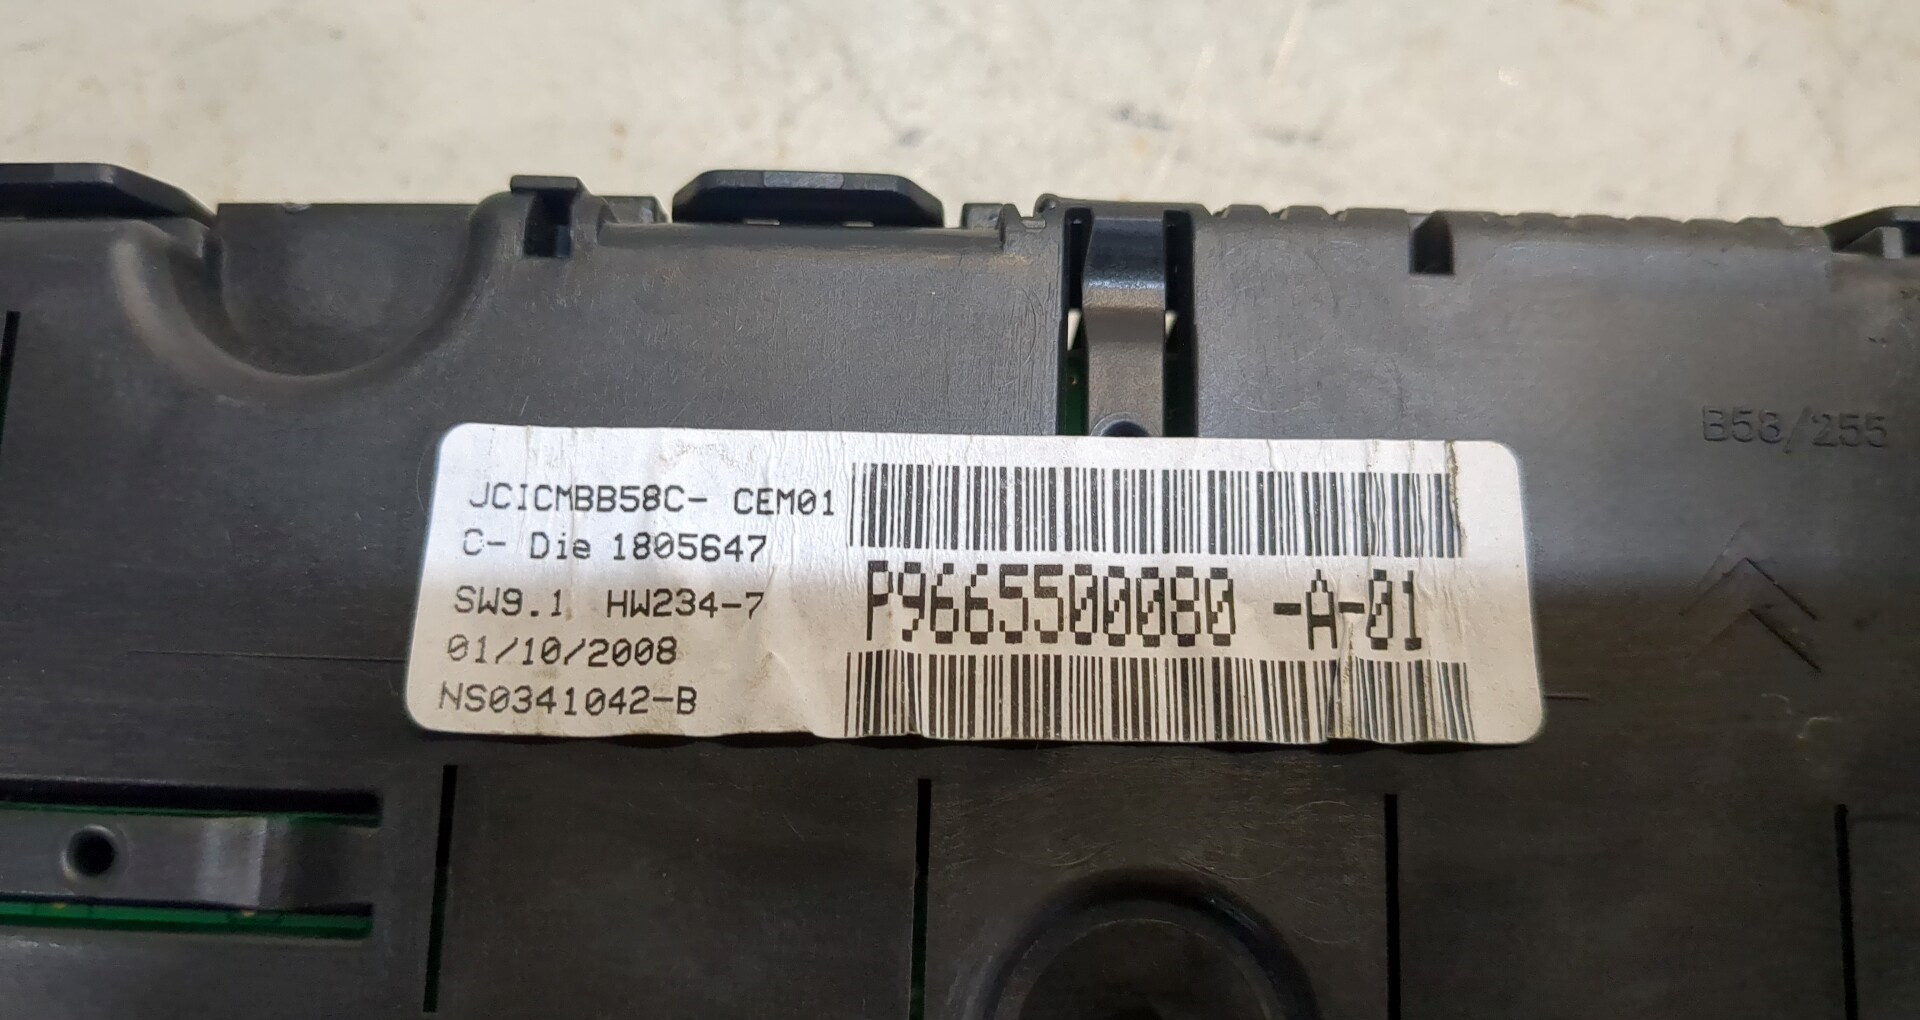 B58/255
JCICMBB58C- CEM01
C- Die 1805647
SW9.1 HW234-7
01/10/2008
NS0341042-B
P9665500080 -A-01